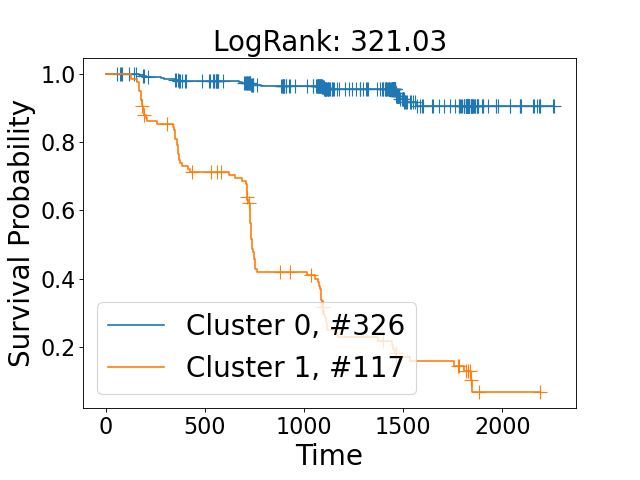 LogRank: 321.03
Survival Probability
1.0
0.8
0.6
0.4
0.2
Cluster 0, #326
Cluster 1, #117
0 500 1000 1500 2000
Time